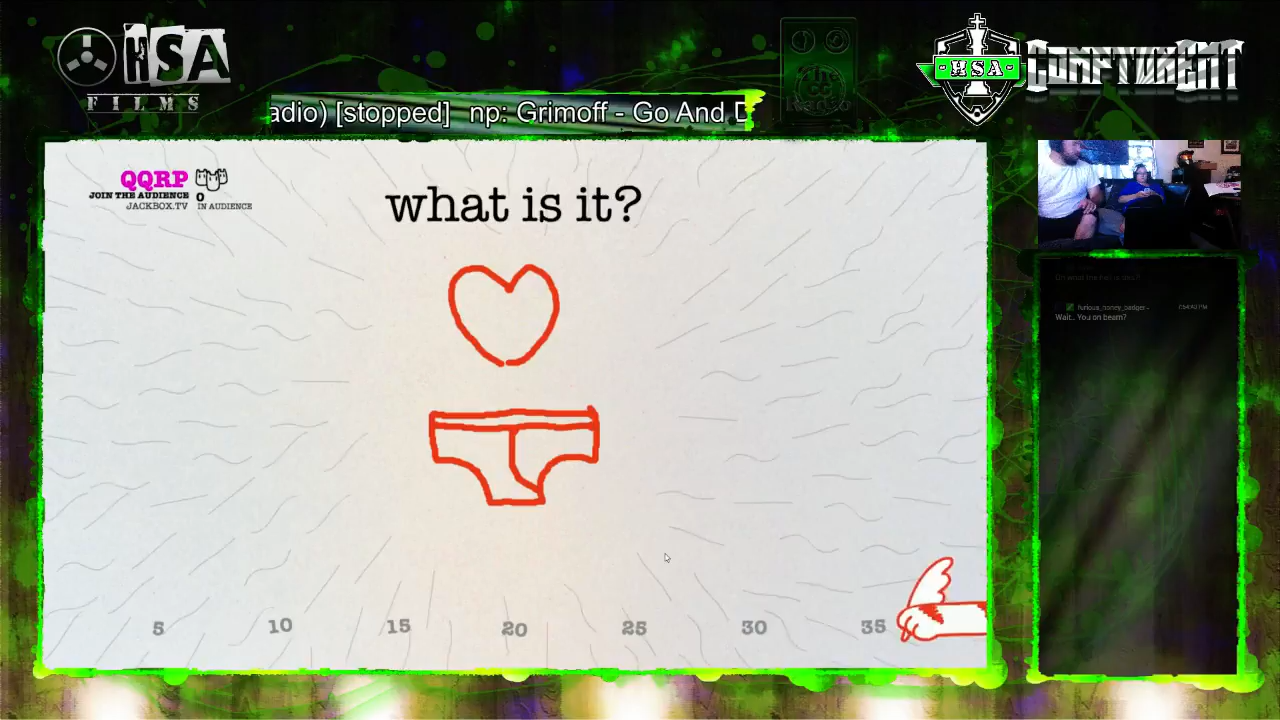 HSA
FILMS
adio) [stopped]  np: Grimoff - Go And D
-HSA-
QQRP
JOIN THE AUDIENCE
JACKBOX.TV
0
IN AUDIENCE
what is it?
furious_honey_badger-
Wait.. You on beam?
5
10
15
20
25
30
35